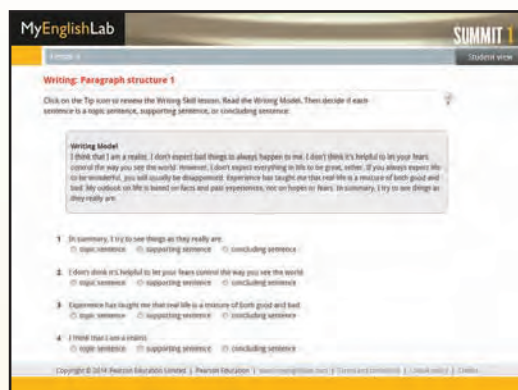 MyEnglishLab
SUMMIT 1
Student view
Writing: Paragraph structure 1
Click on the Tip icon to review the Writing Skill lesson. Read the Writing Model. Then decide if each
sentence is a topic sentence, supporting sentence, or concluding sentence.
Writing Model
I think that I am a realist. I don't expect bad things to always happen to me. I don't think it's helpful to let your fears
control the way you see the world. However, I don't expect everything in life to be great, either. If you always expect life
to be wonderful, you will usually be disappointed. Experience has taught me that real life is a mixture of both good and
bad. My outlook on life is based on facts and past experiences, not on hopes or fears. In summary, I try to see things as
they really are.
1 In summary, I try to see things as they really are.
topic sentence supporting sentence concluding sentence
2 I don't think it's helpful to let your fears control the way you see the world.
topic sentence supporting sentence concluding sentence
3 Experience has taught me that real life is a mixture of both good and bad.
topic sentence supporting sentence concluding sentence
4 I think that I am a realist.
topic sentence supporting sentence concluding sentence
Copyright © 2014 Pearson Education Limited | Pearson Education | Terms and conditions | Credits